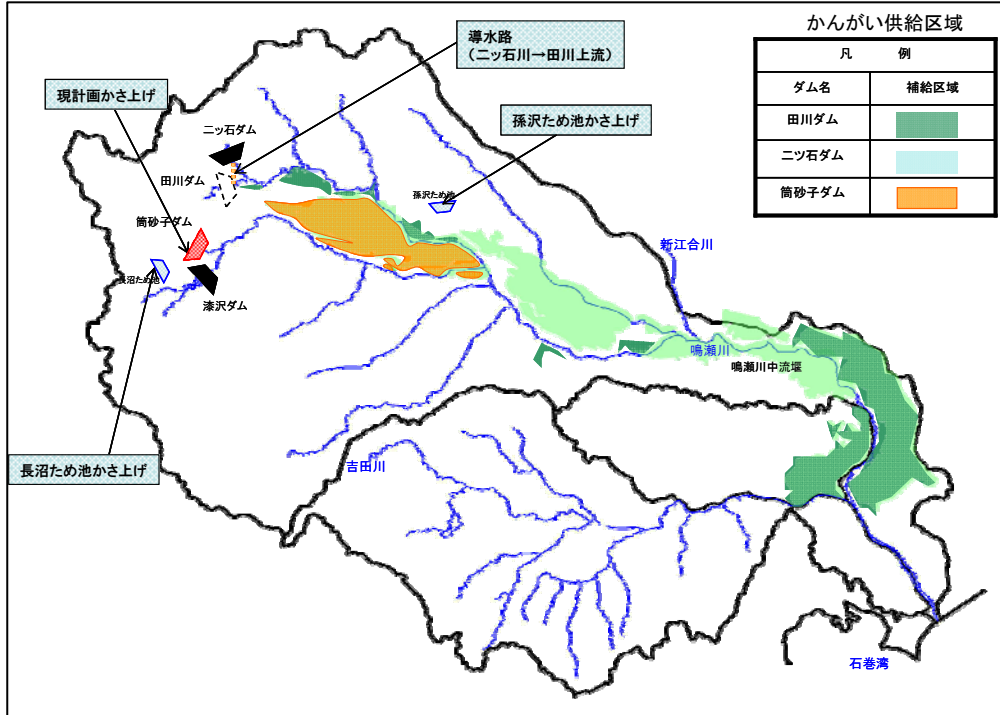 かんがい供給区域
凡 例
ダム名 補給区域
田川ダム
二ッ石ダム
筒砂子ダム
導水路
（二ッ石川→田川上流）
現計画かさ上げ
孫沢ため池かさ上げ
二ッ石ダム
田川ダム
孫沢ため池
筒砂子ダム
新江合川
長沼ため池
漆沢ダム
鳴瀬川
鳴瀬川中流堰
長沼ため池かさ上げ
吉田川
石巻湾